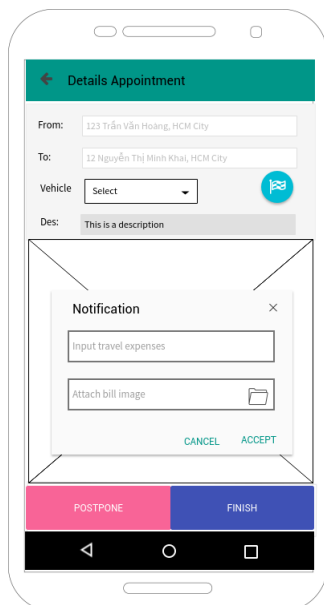 Details Appointment
From: 123 Trần Văn Hoàng, HCM City
To: 12 Nguyễn Thị Minh Khai, HCM City
Vehicle Select
Des: This is a description
Notification
Input travel expenses
Attach bill image
CANCEL ACCEPT
POSTPONE FINISH